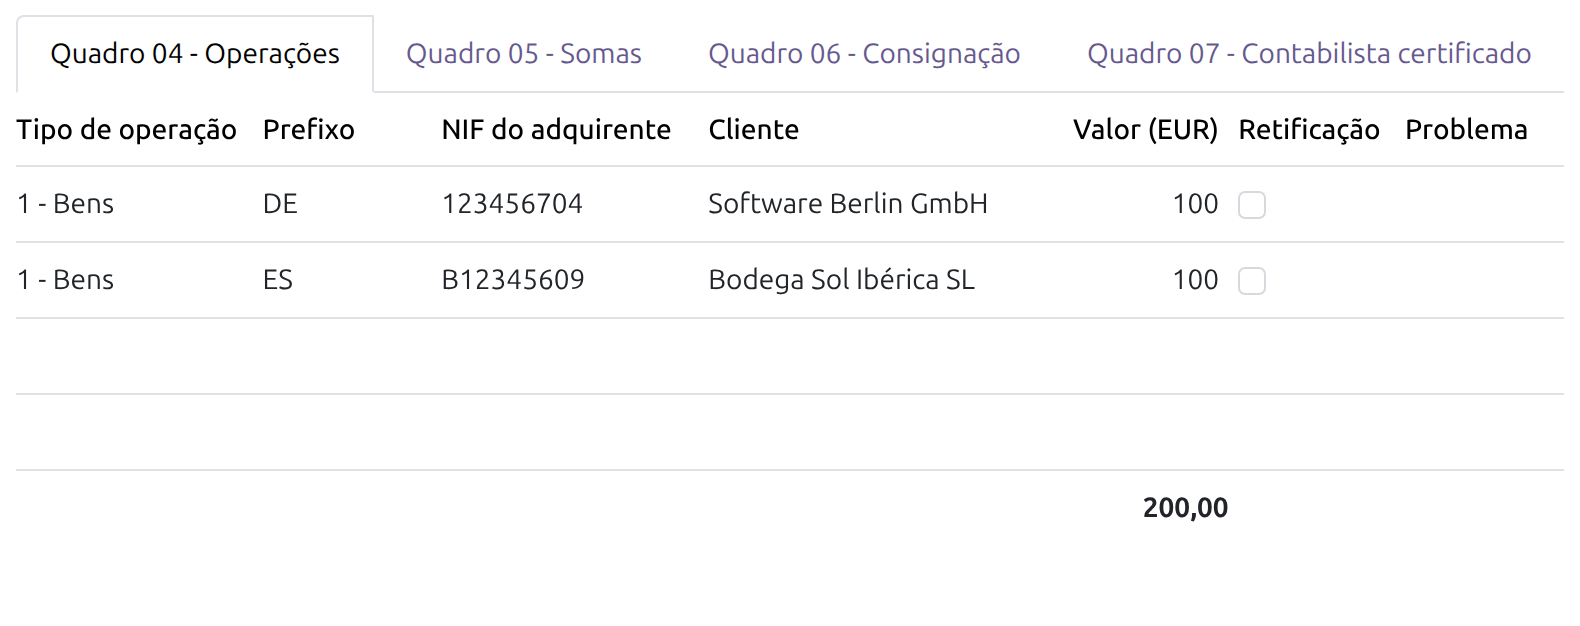 Quadro 04 - Operações Quadro 05 - Somas Quadro 06 - Consignação Quadro 07 - Contabilista certificado
Tipo de operação Prefixo NIF do adquirente Cliente Valor (EUR) Retificação Problema
1 - Bens DE 123456704 Software Berlin GmbH 100
1 - Bens ES B12345609 Bodega Sol Ibérica SL 100
200,00